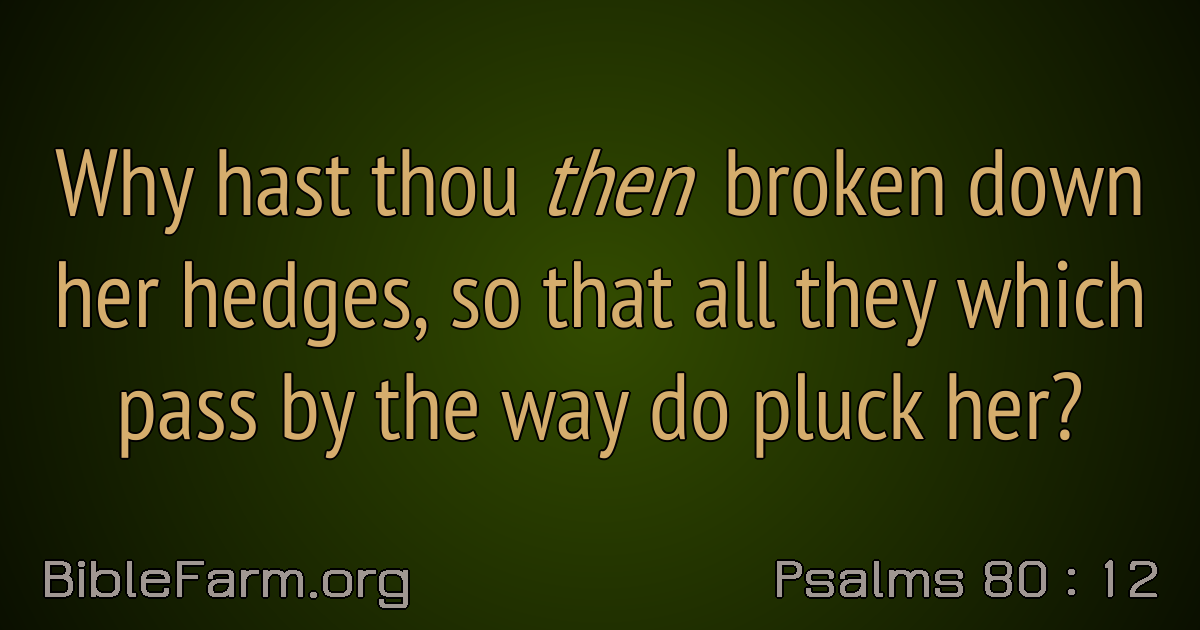 Why hast thou then broken down
her hedges, so that all they which
pass by the way do pluck her?
BibleFarm.org
Psalms 80 : 12